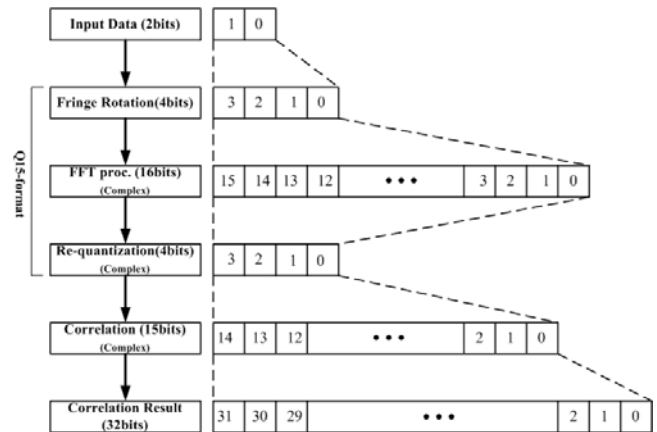 Input Data (2bits)
1 0
Fringe Rotation(4bits)
3 2 1 0
Q15-format
FFT proc. (16bits)
(Complex)
15 14 13 12 ••• 3 2 1 0
Re-quantization(4bits)
(Complex)
3 2 1 0
Correlation (15bits)
(Complex)
14 13 12 ••• 2 1 0
Correlation Result
(32bits)
31 30 29 ••• 2 1 0